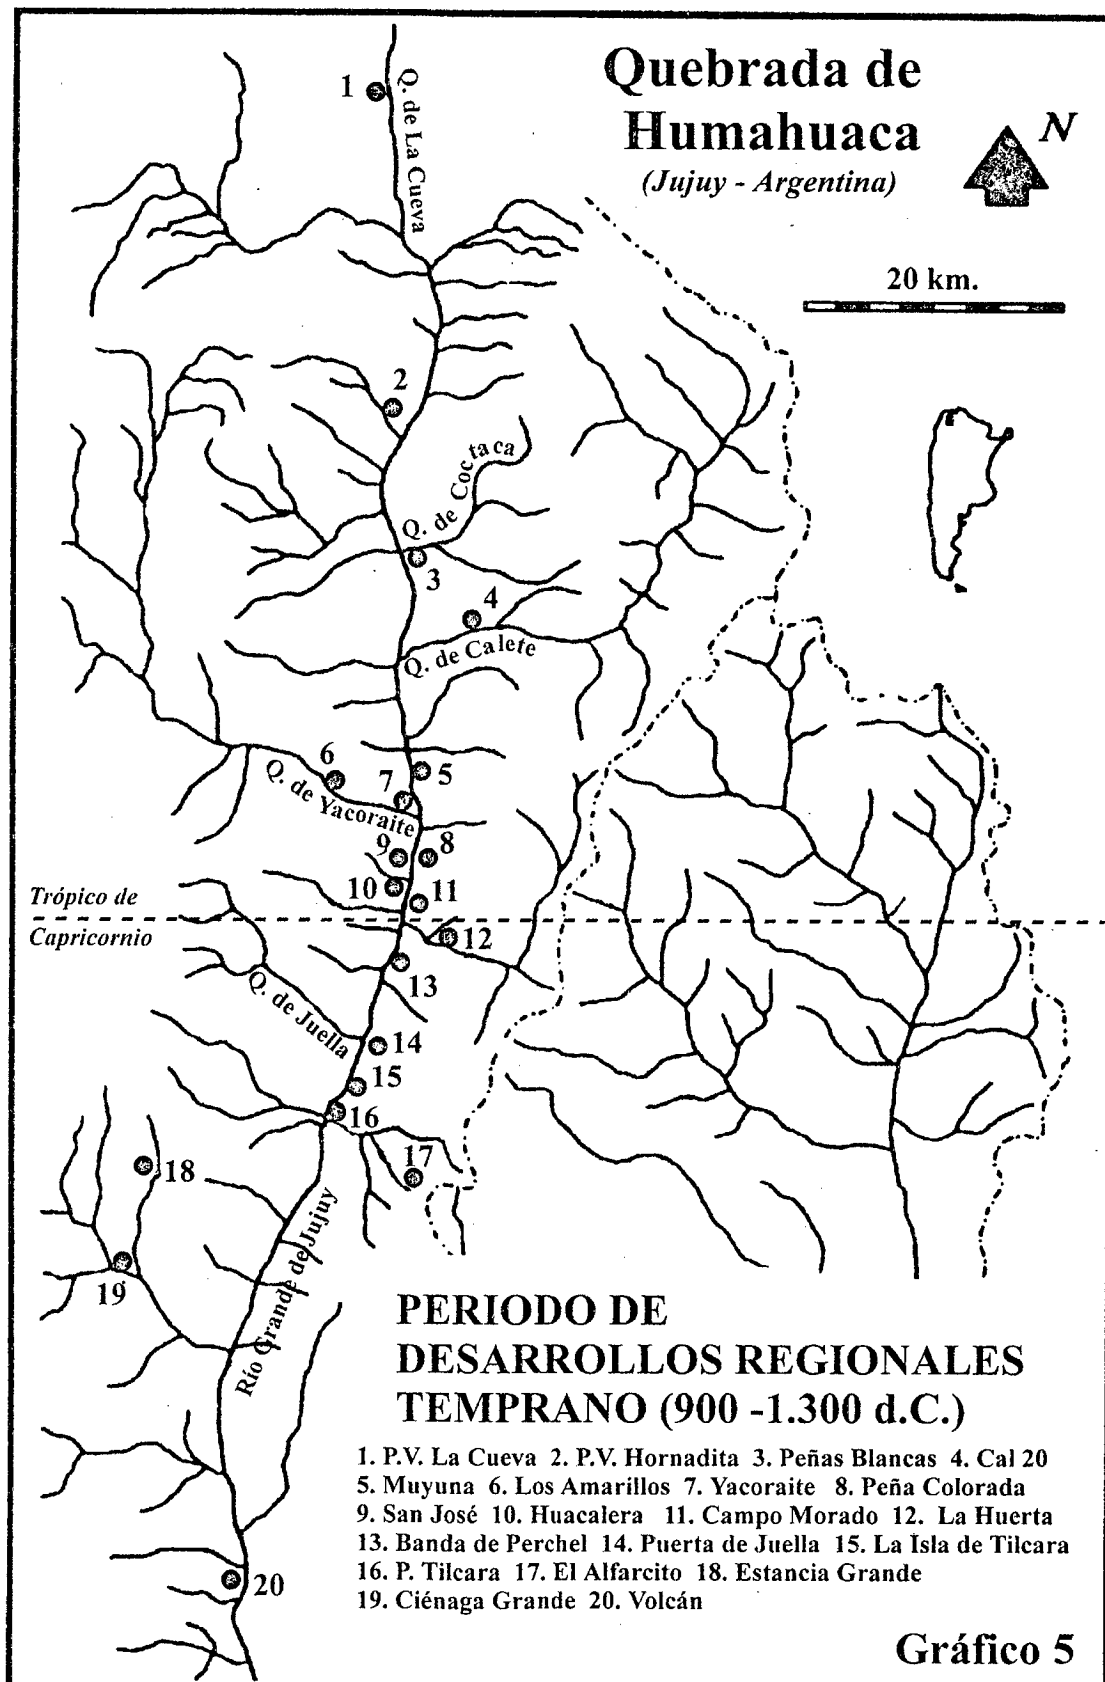 Quebrada de
Humahuaca
(Jujuy - Argentina)
N
20 km.
1
Q. de La Cueva
2
Q. de Coctaca
3
4
Q. de Calete
5
6
7
Q. de Yacoraite
8
9
10
11
Trópico de
Capricornio
12
13
Q. de Juella
14
15
16
17
18
19
Río Grande de Jujuy
20
PERIODO DE
DESARROLLOS REGIONALES
TEMPRANO (900 -1.300 d.C.)
1. P.V. La Cueva 2. P.V. Hornadita 3. Peñas Blancas 4. Cal 20
5. Muyuna 6. Los Amarillos 7. Yacoraite 8. Peña Colorada
9. San José 10. Huacalera 11. Campo Morado 12. La Huerta
13. Banda de Perchel 14. Puerta de Juella 15. La Isla de Tilcara
16. P. Tilcara 17. El Alfarcito 18. Estancia Grande
19. Ciénaga Grande 20. Volcán
Gráfico 5